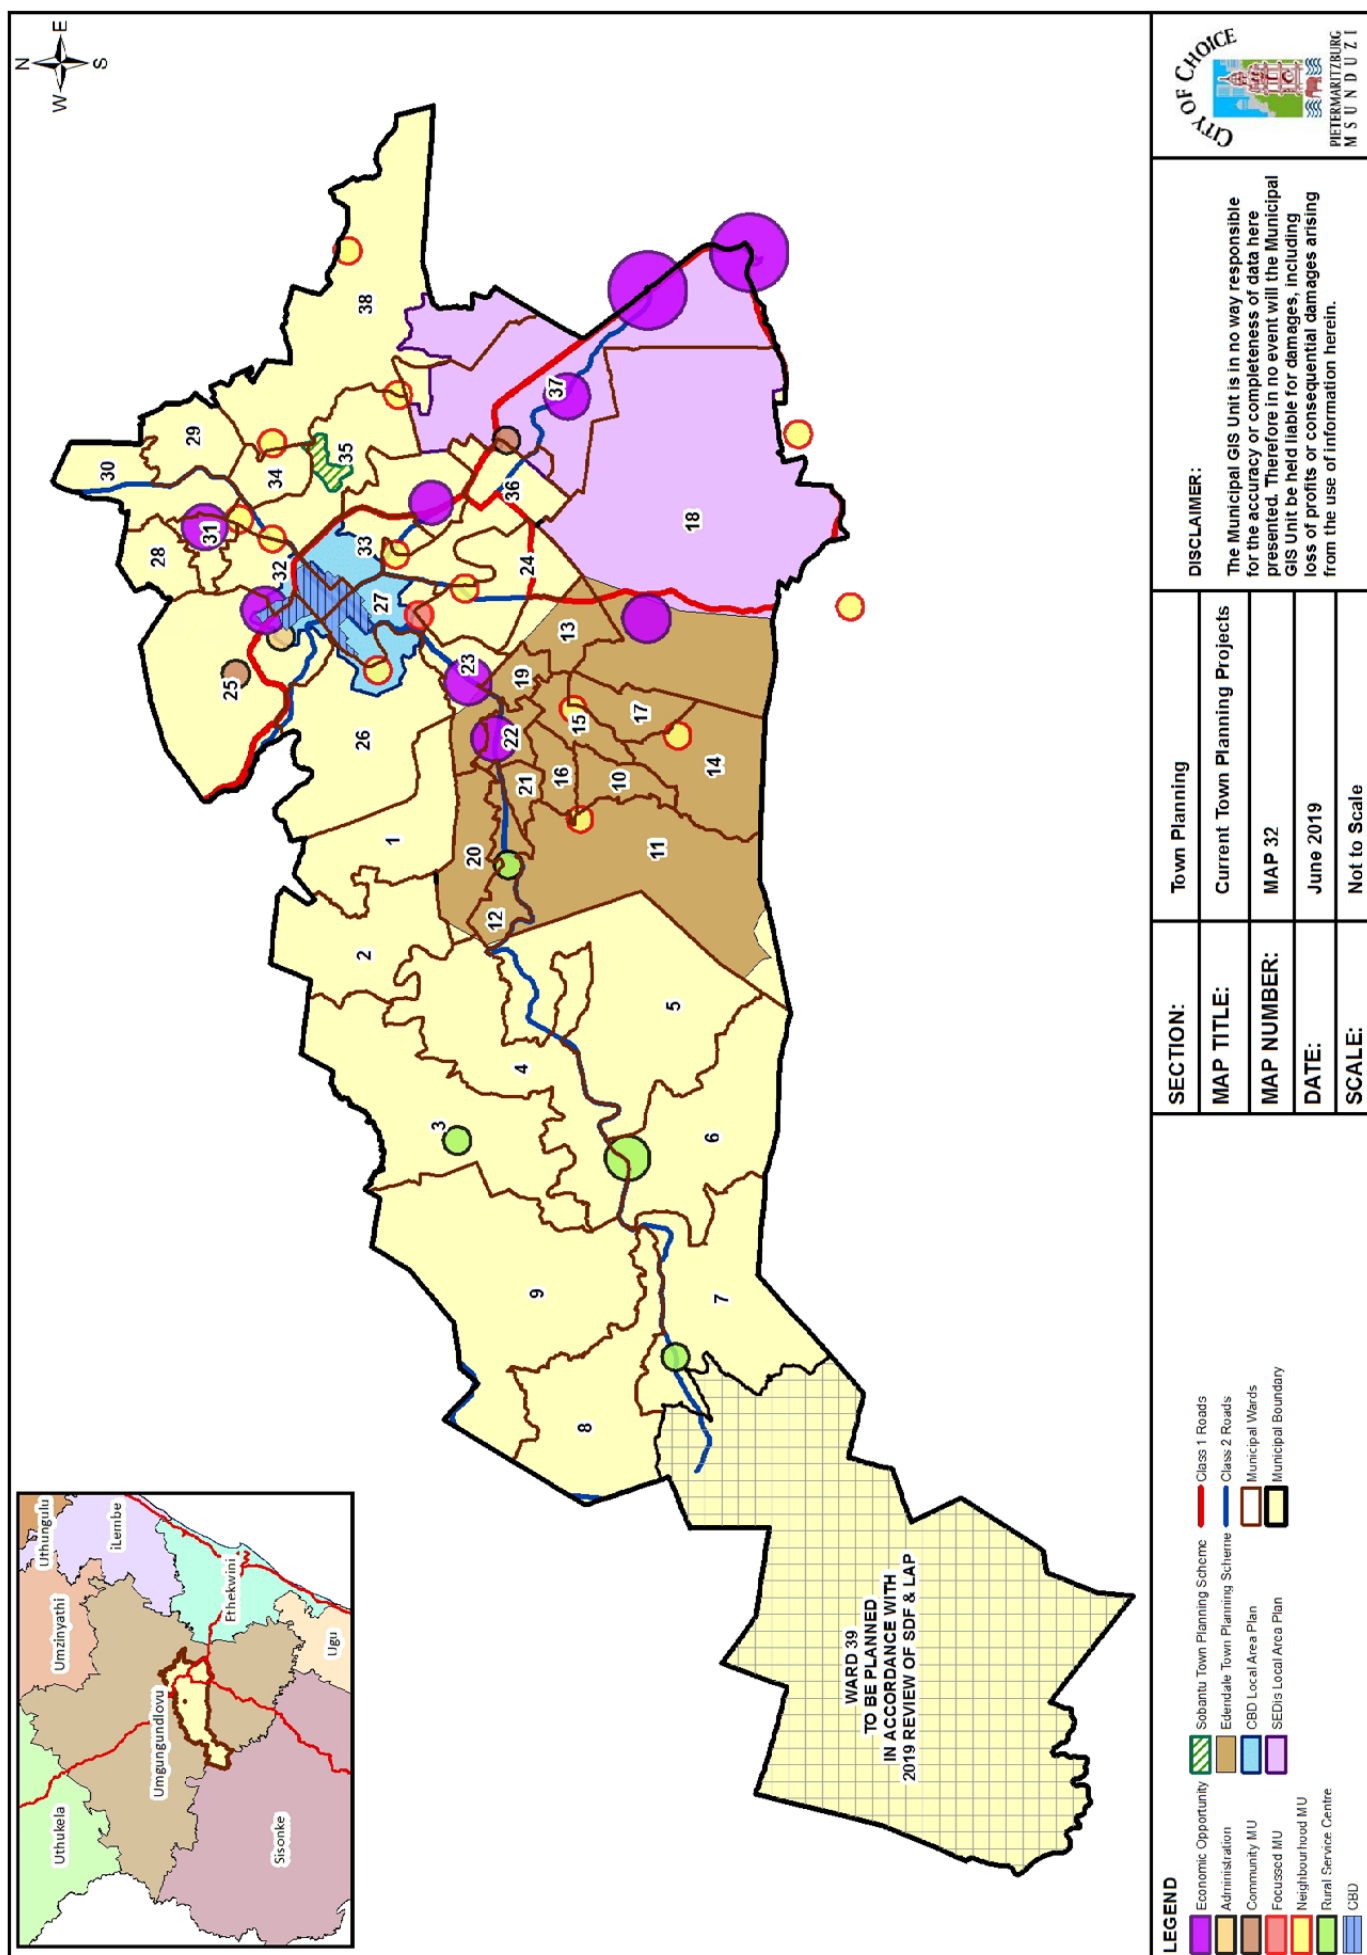 N
W
E
S
30
29
28
31
34
38
35
32
33
25
27
36
37
26
24
18
23
13
19
22
15
17
1
21
16
10
14
20
11
2
12
5
4
3
6
9
7
8
WARD 39
TO BE PLANNED
IN ACCORDANCE WITH
2019 REVIEW OF SDF & LAP
Uthungulu
Umzinyathi
iLembe
Uthukela
Umgungundlovu
Ethekwini
Ugu
Sisonke
LEGEND
Economic Opportunity
Administration
Community MU
Focussed MU
Neighbourhood MU
Rural Service Centre
CBD
Sobantu Town Planning Scheme
Edendale Town Planning Scheme
CBD Local Area Plan
SEDis Local Area Plan
Class 1 Roads
Class 2 Roads
Municipal Wards
Municipal Boundary
SECTION: Town Planning
MAP TITLE: Current Town Planning Projects
MAP NUMBER: MAP 32
DATE: June 2019
SCALE: Not to Scale
DISCLAIMER:
The Municipal GIS Unit is in no way responsible
for the accuracy or completeness of data here
presented. Therefore in no event will the Municipal
GIS Unit be held liable for damages, including
loss of profits or consequential damages arising
from the use of information herein.
CITY OF CHOICE
PIETERMARITZBURG
MSUNDUZI